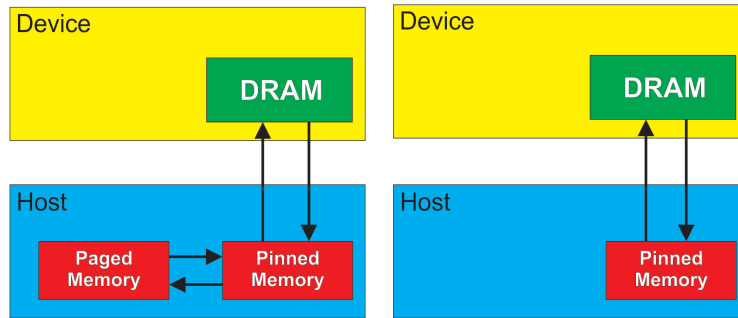 Device
DRAM
Host
Paged
Memory
Pinned
Memory
Device
DRAM
Host
Pinned
Memory